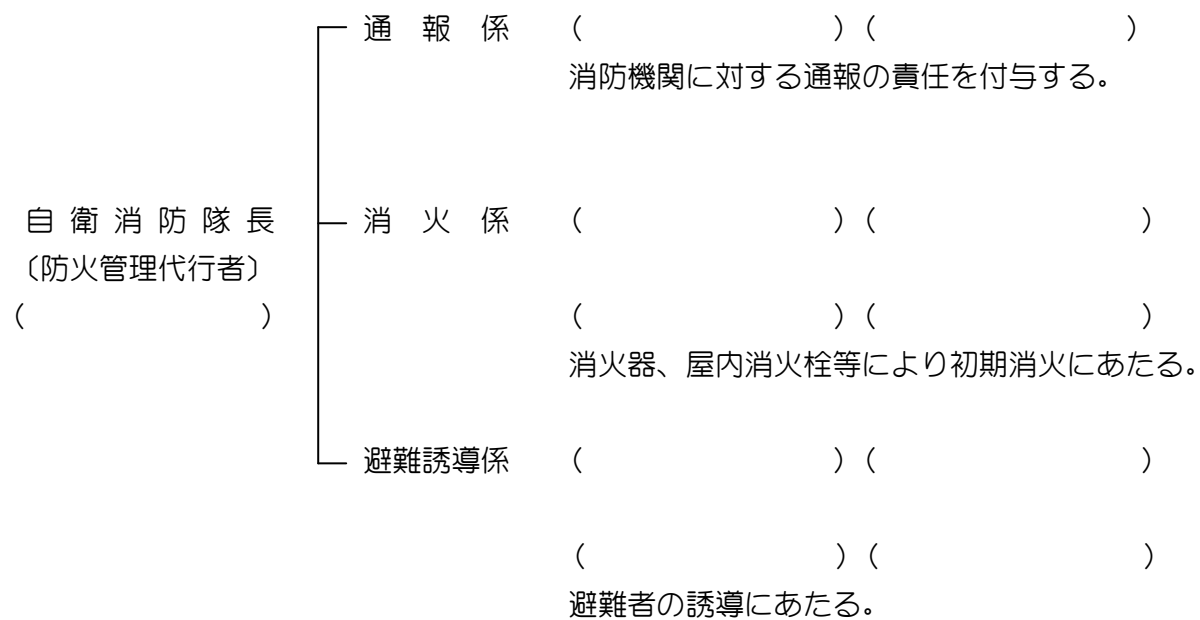 通 報 係 （　　　　　　　　）（　　　　　　　　）
消防機関に対する通報の責任を付与する。
自 衛 消 防 隊 長
消 火 係 （　　　　　　　　）（　　　　　　　　）
〔防火管理代行者〕
（　　　　　　　　）
（　　　　　　　　）（　　　　　　　　）
消火器、屋内消火栓等により初期消火にあたる。
避難誘導係 （　　　　　　　　）（　　　　　　　　）
（　　　　　　　　）（　　　　　　　　）
避難者の誘導にあたる。